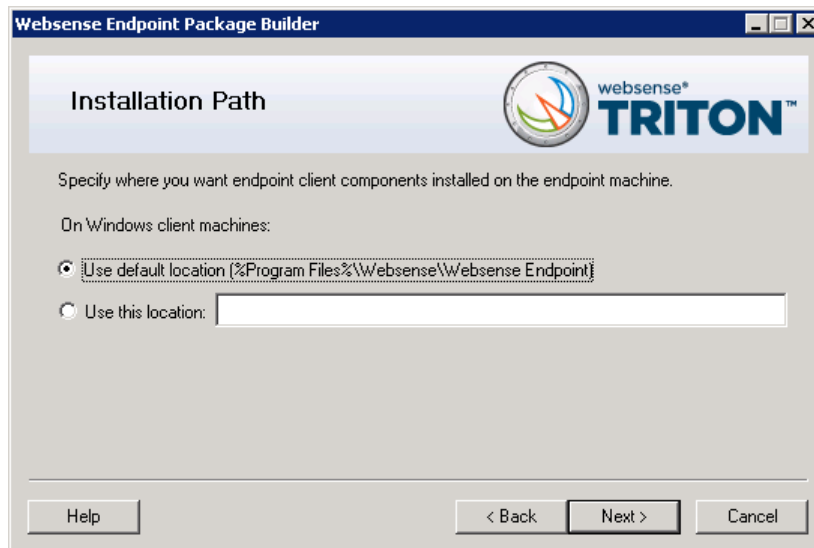 Websense Endpoint Package Builder
Installation Path
websense®
TRITON™
Specify where you want endpoint client components installed on the endpoint machine.
On Windows client machines:
Use default location (%Program Files%\Websense\Websense Endpoint)
Use this location:
Help
< Back
Next >
Cancel